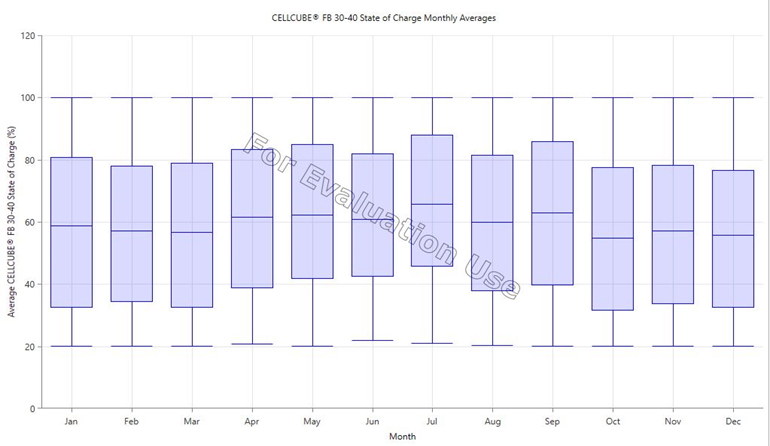 CELLCUBE® FB 30-40 State of Charge Monthly Averages
120
100
80
60
40
20
0
Average CELLCUBE® FB 30-40 State of Charge (%)
For Evaluation Use
Jan Feb Mar Apr May Jun Jul Aug Sep Oct Nov Dec
Month